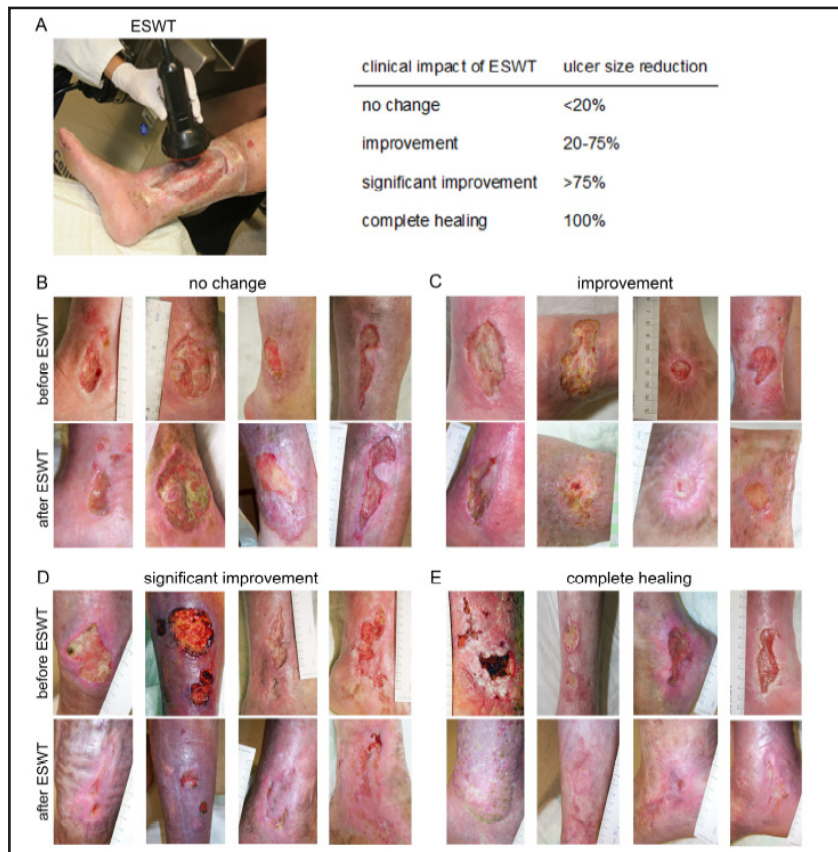 A
ESWT
clinical impact of ESWT ulcer size reduction
no change <20%
improvement 20-75%
significant improvement >75%
complete healing 100%
B no change
C improvement
before ESWT
after ESWT
D significant improvement
E complete healing
before ESWT
after ESWT